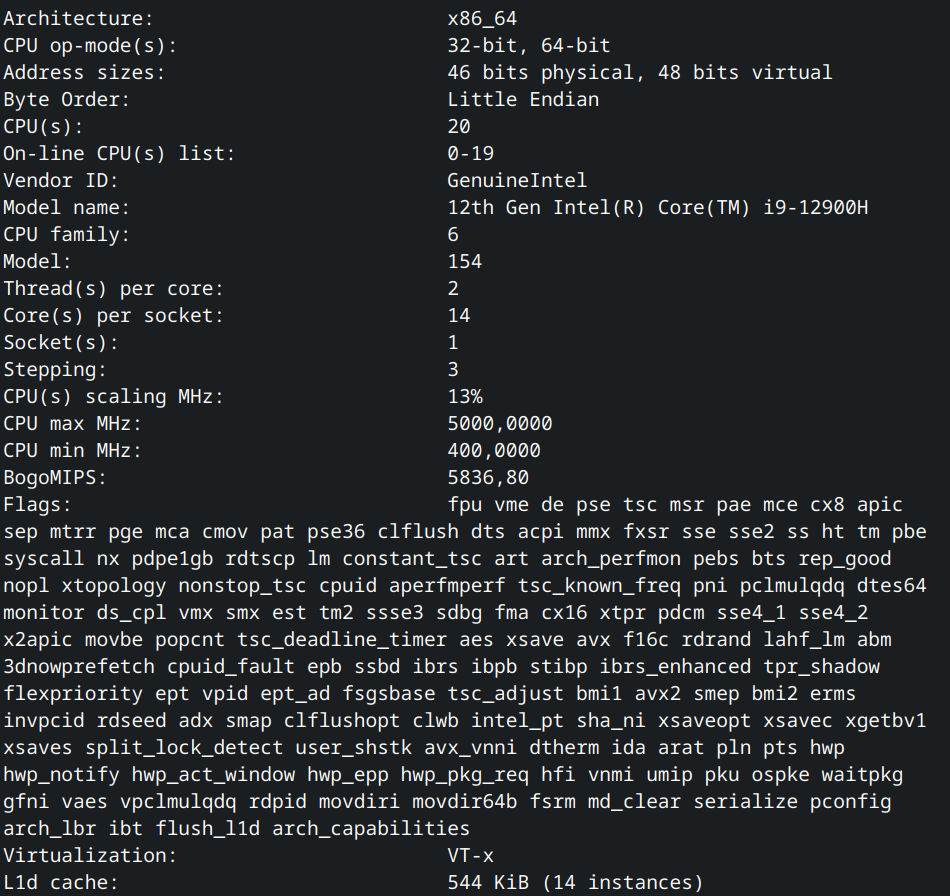 Architecture: x86_64
CPU op-mode(s): 32-bit, 64-bit
Address sizes: 46 bits physical, 48 bits virtual
Byte Order: Little Endian
CPU(s): 20
On-line CPU(s) list: 0-19
Vendor ID: GenuineIntel
Model name: 12th Gen Intel(R) Core(TM) i9-12900H
CPU family: 6
Model: 154
Thread(s) per core: 2
Core(s) per socket: 14
Socket(s): 1
Stepping: 3
CPU(s) scaling MHz: 13%
CPU max MHz: 5000,0000
CPU min MHz: 400,0000
BogoMIPS: 5836,80
Flags: fpu vme de pse tsc msr pae mce cx8 apic
sep mtrr pge mca cmov pat pse36 clflush dts acpi mmx fxsr sse sse2 ss ht tm pbe
syscall nx pdpe1gb rdtscp lm constant_tsc art arch_perfmon pebs bts rep_good
nopl xtopology nonstop_tsc cpuid aperfmperf tsc_known_freq pni pclmulqdq dtes64
monitor ds_cpl vmx smx est tm2 ssse3 sdbg fma cx16 xtpr pdcm sse4_1 sse4_2
x2apic movbe popcnt tsc_deadline_timer aes xsave avx f16c rdrand lahf_lm abm
3dnowprefetch cpuid_fault epb ssbd ibrs ibpb stibp ibrs_enhanced tpr_shadow
flexpriority ept vpid ept_ad fsgsbase tsc_adjust bmi1 avx2 smep bmi2 erms
invpcid rdseed adx smap clflushopt clwb intel_pt sha_ni xsaveopt xsavec xgetbv1
xsaves split_lock_detect user_shstk avx_vnni dtherm ida arat pln pts hwp
hwp_notify hwp_act_window hwp_epp hwp_pkg_req hfi vnmi umip pku ospke waitpkg
gfni vaes vpclmulqdq rdpid movdiri movdir64b fsrm md_clear serialize pconfig
arch_lbr ibt flush_l1d arch_capabilities
Virtualization: VT-x
L1d cache: 544 KiB (14 instances)